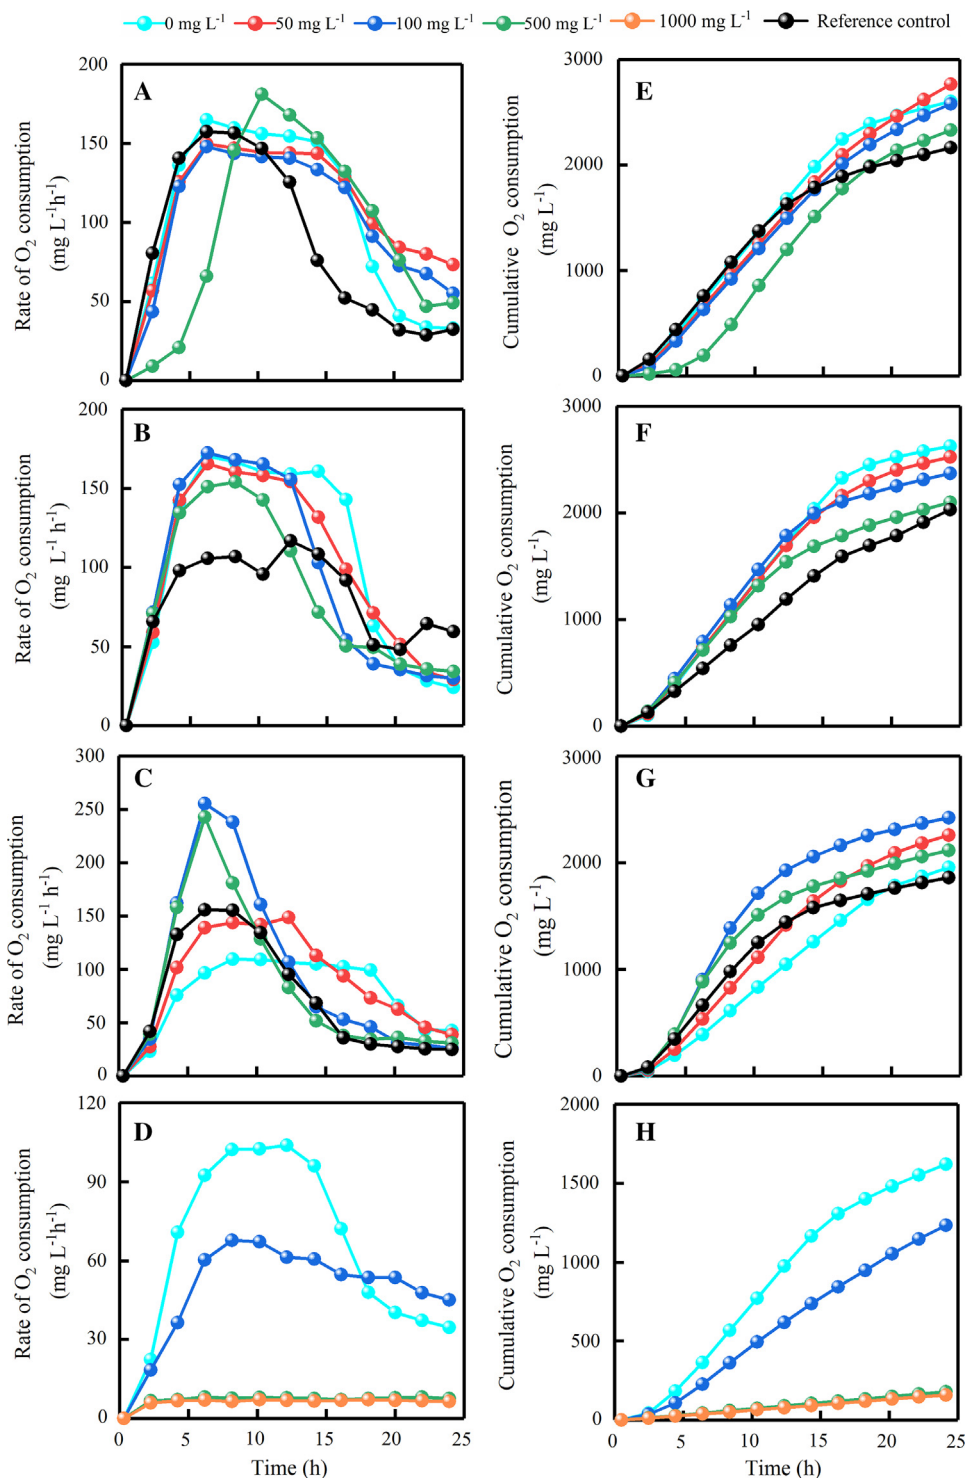 0 mg L⁻¹ 50 mg L⁻¹ 100 mg L⁻¹ 500 mg L⁻¹ 1000 mg L⁻¹ Reference control
A
Rate of O₂ consumption
(mg L⁻¹h⁻¹)
200
150
100
50
0
E
Cumulative O₂ consumption
(mg L⁻¹)
3000
2000
1000
0
B
Rate of O₂ consumption
(mg L⁻¹ h⁻¹)
200
150
100
50
0
F
Cumulative O₂ consumption
(mg L⁻¹)
3000
2000
1000
0
C
Rate of O₂ consumption
(mg L⁻¹ h⁻¹)
300
250
200
150
100
50
0
G
Cumulative O₂ consumption
(mg L⁻¹)
3000
2000
1000
0
D
Rate of O₂ consumption
(mg L⁻¹h⁻¹)
120
90
60
30
0
0 5 10 15 20 25
Time (h)
H
Cumulative O₂ consumption
(mg L⁻¹)
2000
1500
1000
500
0
0 5 10 15 20 25
Time (h)